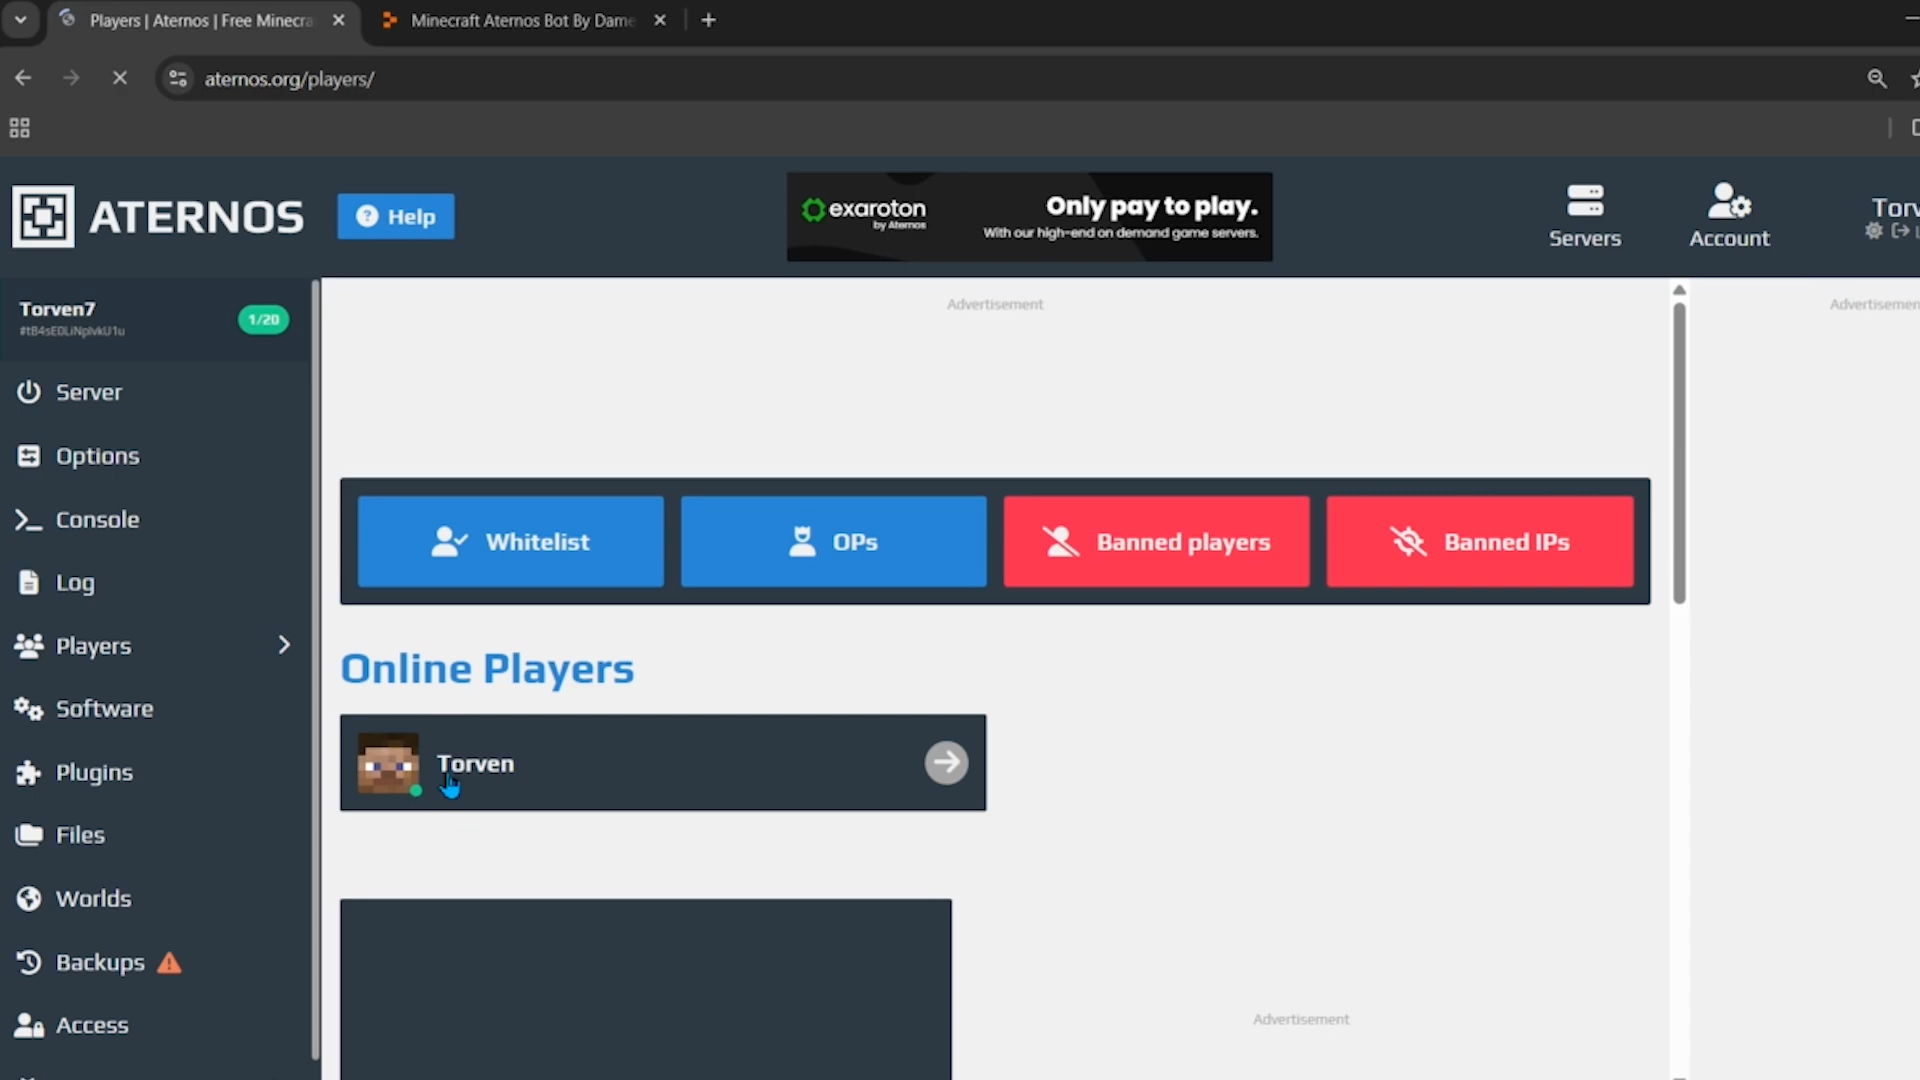 Players | Aternos | Free Minecra
Minecraft Aternos Bot By Dame
aternos.org/players/
ATERNOS
Help
exaroton
by Aternos
Only pay to play.
With our high-end on demand game servers.
Servers
Account
Torv
Torven7
1/20
Advertisement
Advertisemen
Server
Options
Console
Log
Players
Software
Plugins
Files
Worlds
Backups
Access
Whitelist
OPs
Banned players
Banned IPs
Online Players
Torven
Advertisement